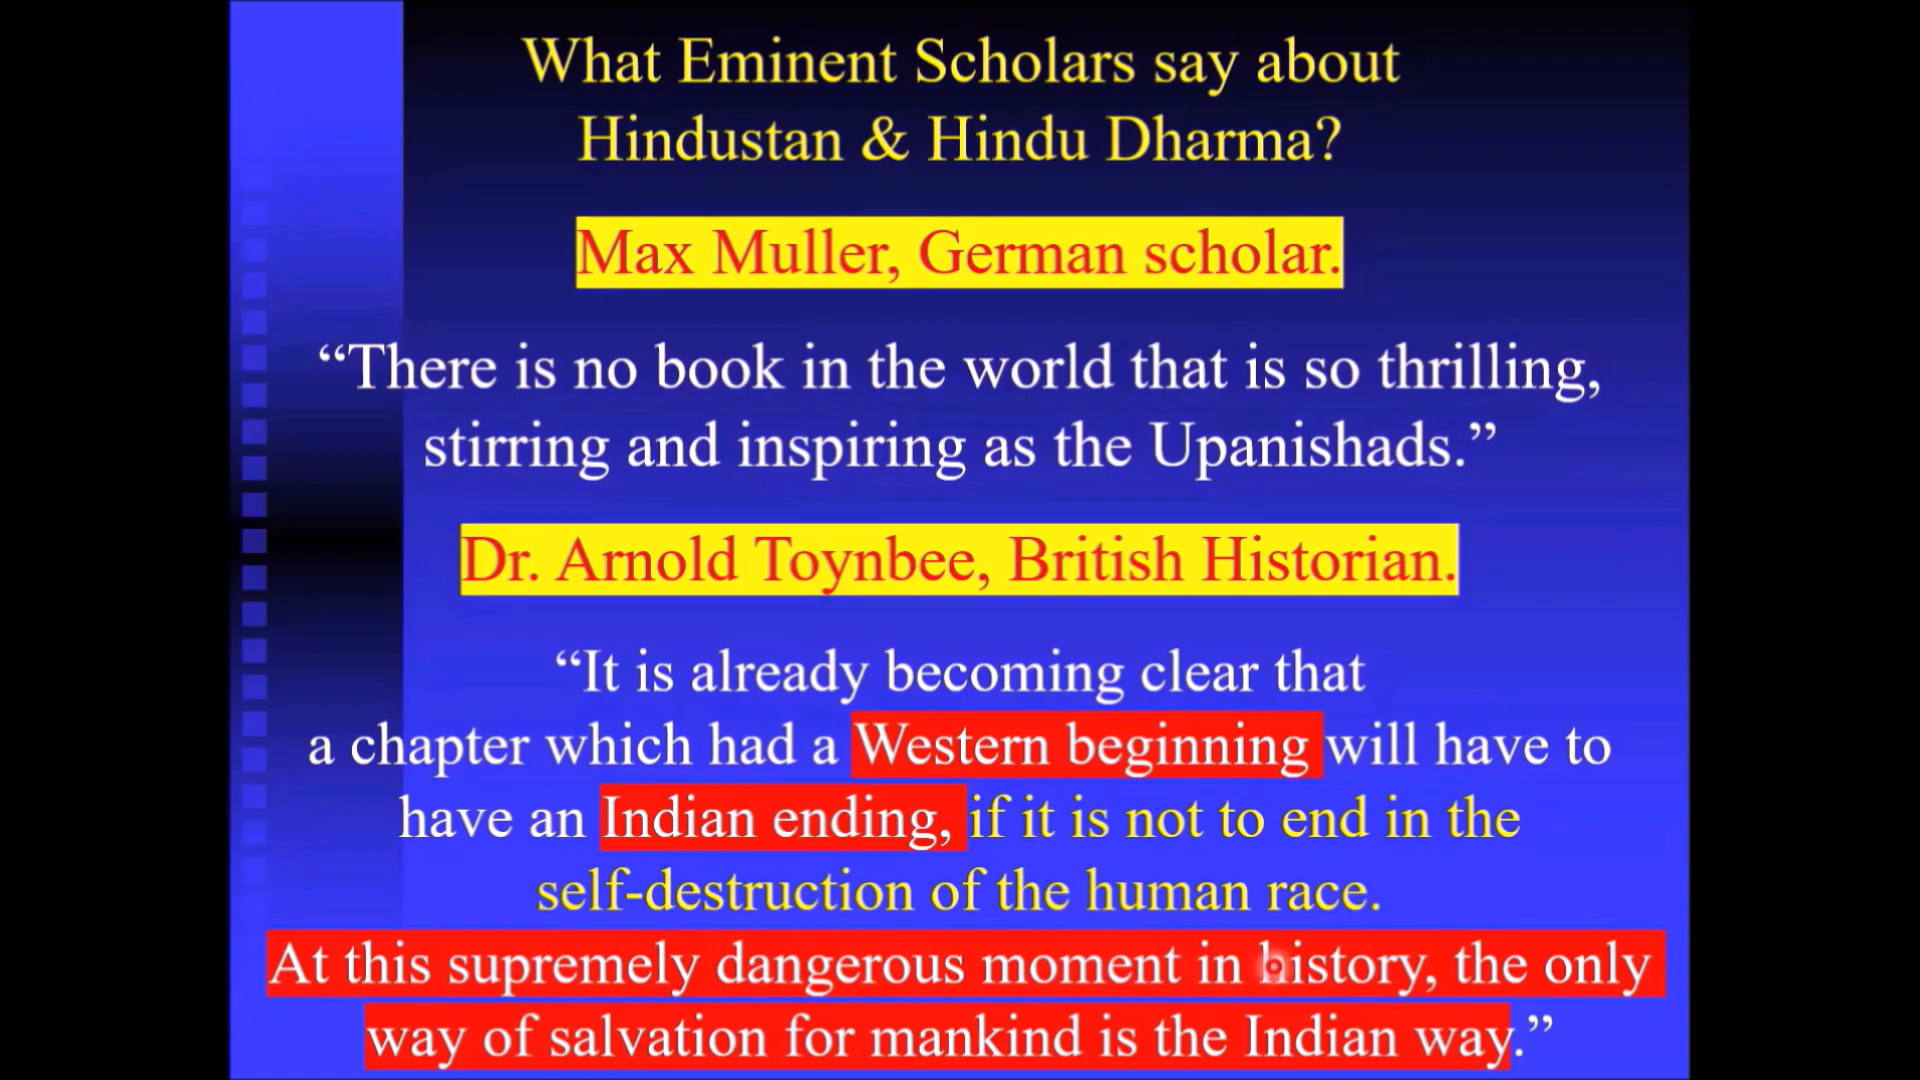 What Eminent Scholars say about
Hindustan & Hindu Dharma?
Max Muller, German scholar.
“There is no book in the world that is so thrilling,
stirring and inspiring as the Upanishads.”
Dr. Arnold Toynbee, British Historian.
“It is already becoming clear that
a chapter which had a Western beginning will have to
have an Indian ending, if it is not to end in the
self-destruction of the human race.
At this supremely dangerous moment in history, the only
way of salvation for mankind is the Indian way.”